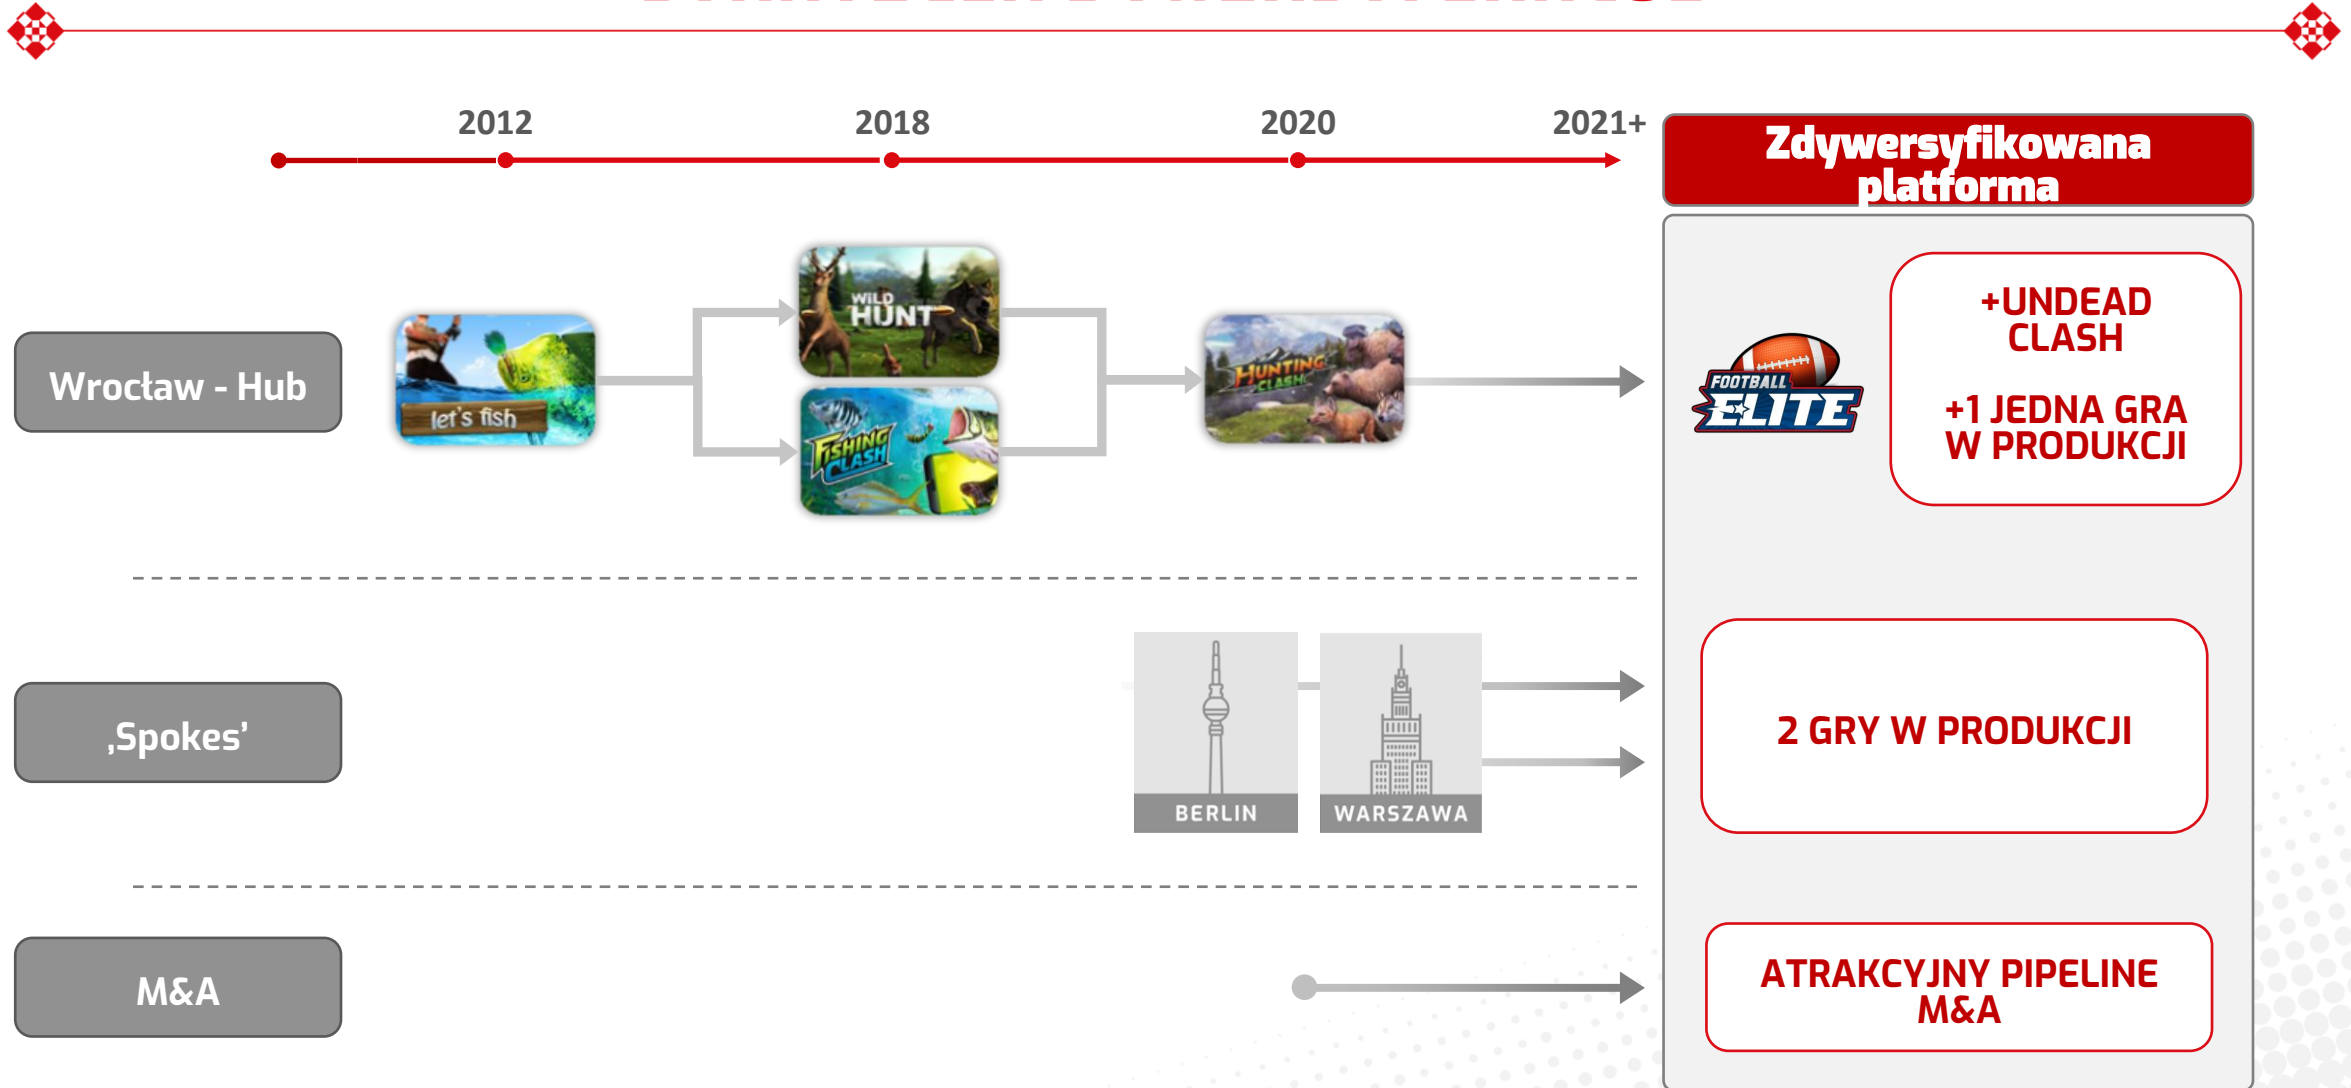 2012
2018
2020
2021+
Zdywersyfikowana
platforma
Wrocław - Hub
let's fish
WILD
HUNT
FISHING
CLASH
HUNTING
CLASH
FOOTBALL
ELITE
+UNDEAD
CLASH
+1 JEDNA GRA
W PRODUKCJI
‚Spokes’
BERLIN
WARSZAWA
2 GRY W PRODUKCJI
M&A
ATRAKCYJNY PIPELINE
M&A